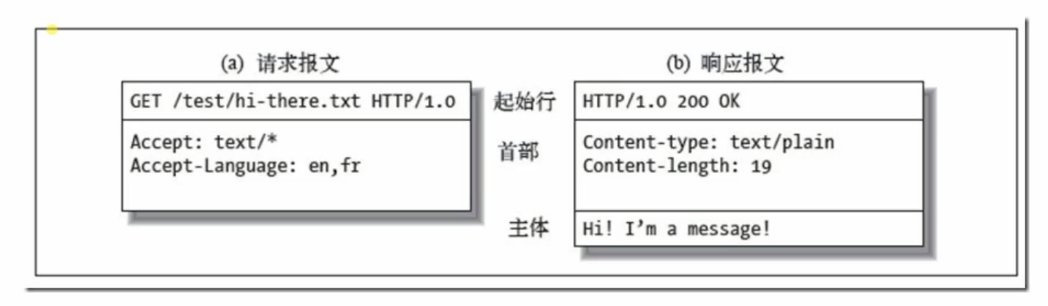 (a) 请求报文
(b) 响应报文
GET /test/hi-there.txt HTTP/1.0
起始行
HTTP/1.0 200 OK
Accept: text/*
Accept-Language: en,fr
首部
Content-type: text/plain
Content-length: 19
主体
Hi! I’m a message!